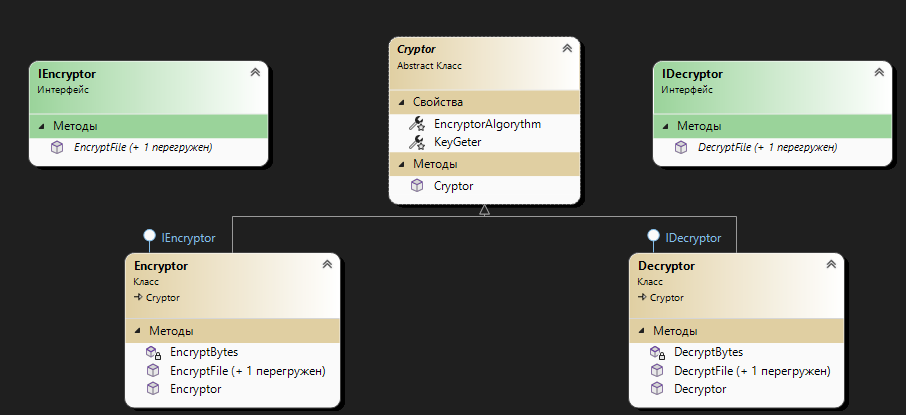 IEncryptor
Интерфейс
Методы
EncryptFile (+ 1 перегружен)
Cryptor
Abstract Класс
Свойства
EncryptorAlgorythm
KeyGeter
Методы
Cryptor
IDecryptor
Интерфейс
Методы
DecryptFile (+ 1 перегружен)
IEncryptor
Encryptor
Класс
Cryptor
Методы
EncryptBytes
EncryptFile (+ 1 перегружен)
Encryptor
IDecryptor
Decryptor
Класс
Cryptor
Методы
DecryptBytes
DecryptFile (+ 1 перегружен)
Decryptor